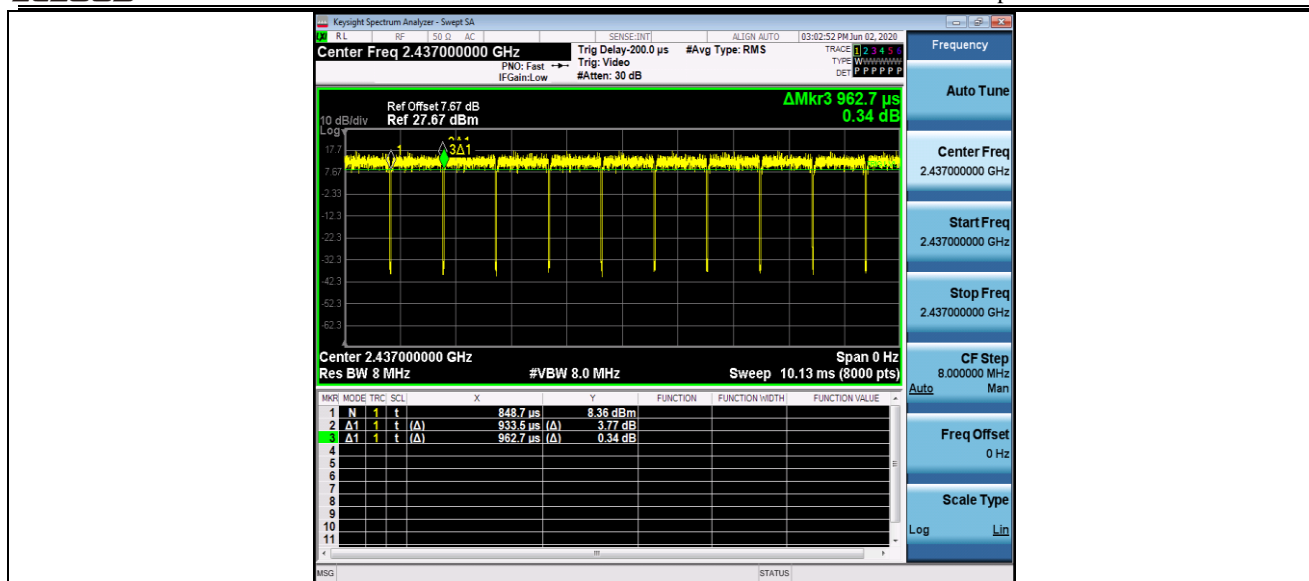 Keysight Spectrum Analyzer - Swept SA
RL RF 50 Ω AC SENSE:INT ALIGN AUTO 03:02:52 PM Jun 02, 2020
Center Freq 2.437000000 GHz
PNO: Fast
IFGain:Low
Trig Delay-200.0 µs
Trig: Video
#Atten: 30 dB
#Avg Type: RMS
TRACE 1 2 3 4 5 6
TYPE WWWWWW
DET P P P P P P
ΔMkr3 962.7 µs
0.34 dB
Ref Offset 7.67 dB
10 dB/div Ref 27.67 dBm
Log
17.7
7.67
-2.33
-12.3
-22.3
-32.3
-42.3
-52.3
-62.3
1
3Δ1
Center 2.437000000 GHz Span 0 Hz
Res BW 8 MHz #VBW 8.0 MHz Sweep 10.13 ms (8000 pts)
MKR MODE TRC SCL X Y FUNCTION FUNCTION WIDTH FUNCTION VALUE
1 N 1 t 848.7 µs 8.36 dBm
2 Δ1 1 t (Δ) 933.5 µs (Δ) 3.77 dB
3 Δ1 1 t (Δ) 962.7 µs (Δ) 0.34 dB
4
5
6
7
8
9
10
11
MSG STATUS
Frequency
Auto Tune
Center Freq
2.437000000 GHz
Start Freq
2.437000000 GHz
Stop Freq
2.437000000 GHz
CF Step
8.000000 MHz
Auto Man
Freq Offset
0 Hz
Scale Type
Log Lin